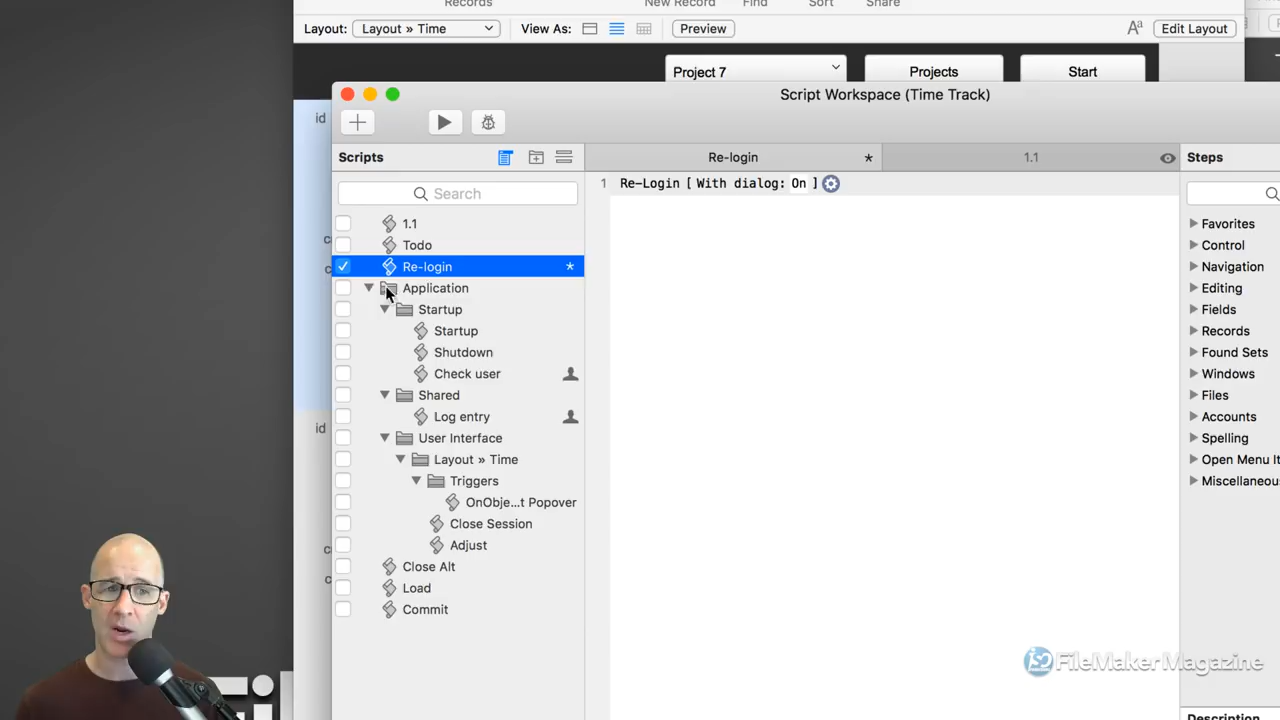 Records
New Record
Find
Sort
Share
Layout:
Layout » Time
View As:
Preview
Aa
Edit Layout
Project 7
Projects
Start
id
Script Workspace (Time Track)
Scripts
Re-login
*
1.1
Steps
Search
1 Re-Login [ With dialog: On ]
1.1
Todo
Re-login *
Application
Startup
Startup
Shutdown
Check user
Shared
Log entry
User Interface
Layout » Time
Triggers
OnObje...t Popover
Close Session
Adjust
Close Alt
Load
Commit
Favorites
Control
Navigation
Editing
Fields
Records
Found Sets
Windows
Files
Accounts
Spelling
Open Menu It
Miscellaneous
id
FileMakerMagazine
Description